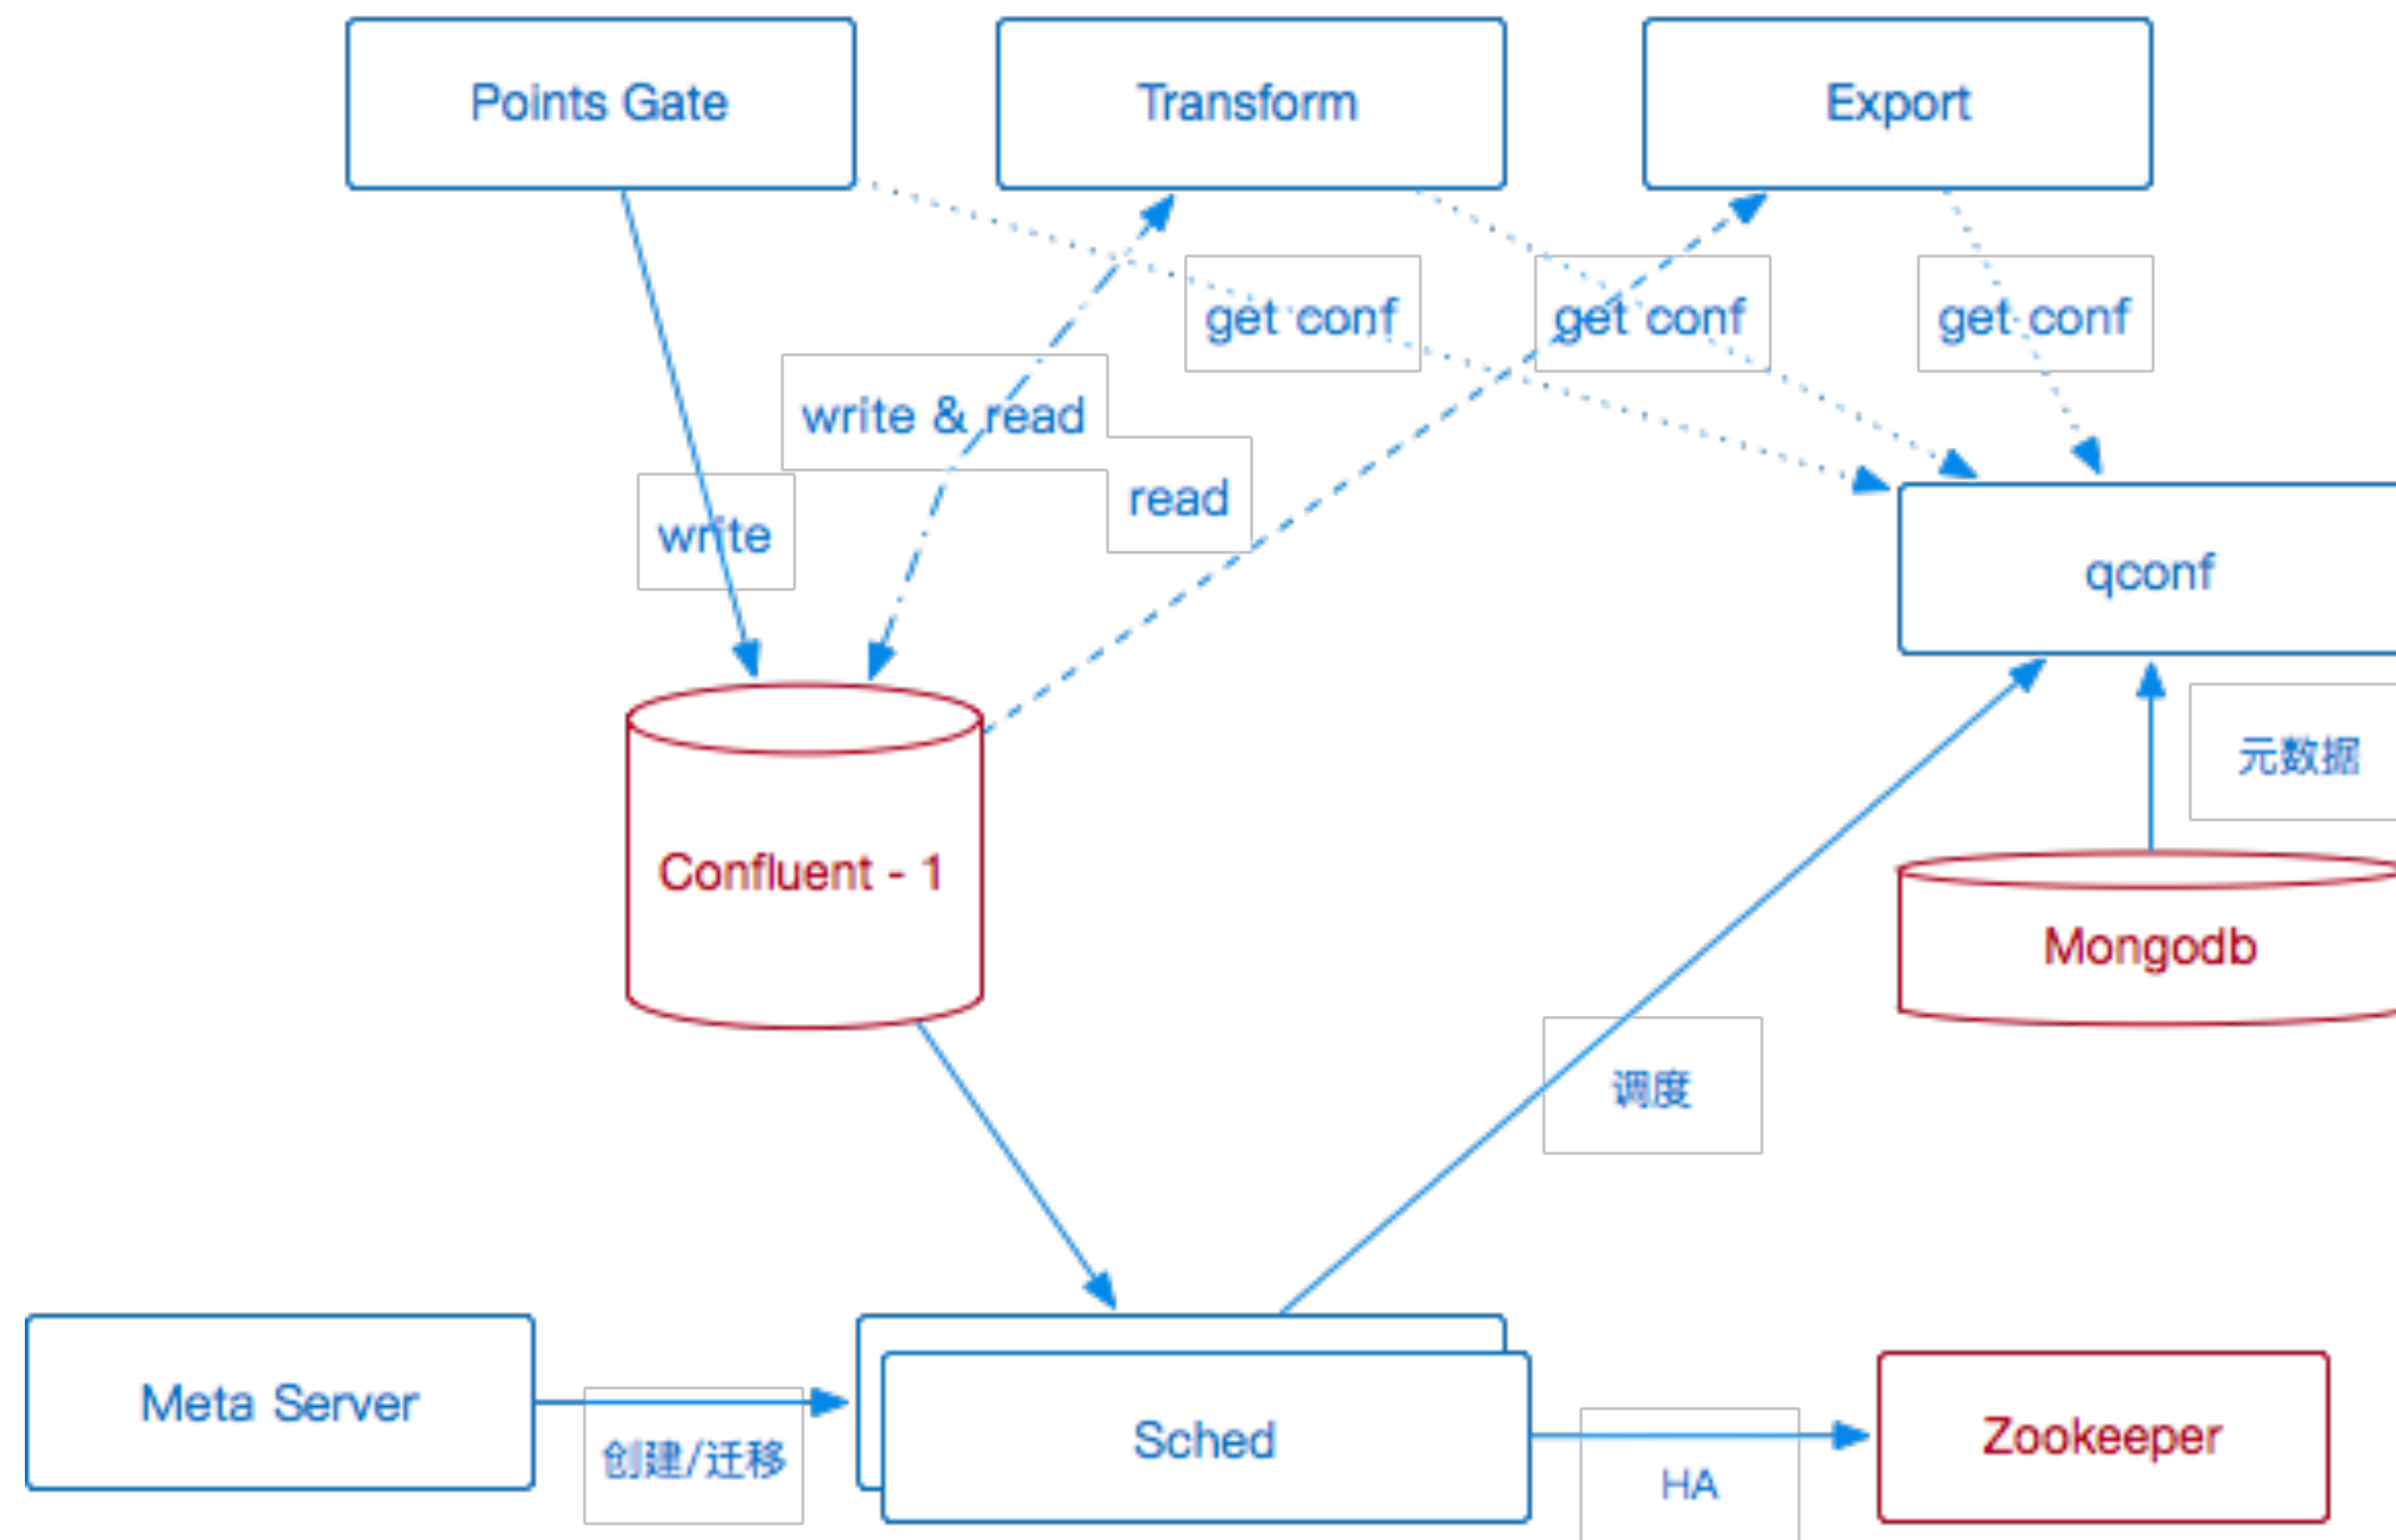 Points Gate
Transform
Export
get conf
get conf
get conf
write & read
read
write
qconf
元数据
Confluent - 1
Mongodb
调度
Meta Server
创建/迁移
Sched
HA
Zookeeper